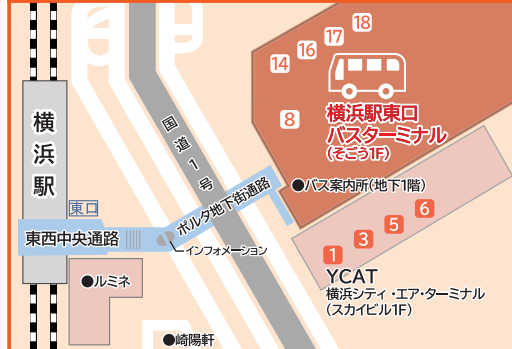 18
17
16
14
8
横浜駅東口
バスターミナル
(そごう1F)
横浜駅
国道1号
●バス案内所(地下1階)
ポルタ地下街通路
東口
東西中央通路
インフォメーション
6
5
3
1
YCAT
横浜シティ・エア・ターミナル
(スカイビル1F)
●ルミネ
●崎陽軒